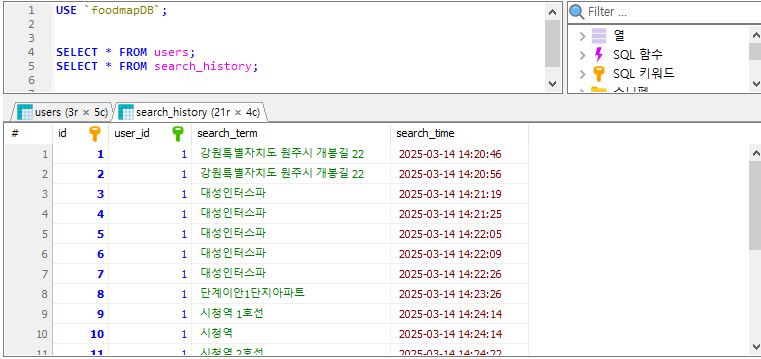 1 USE `foodmapDB`;
2
3
4 SELECT * FROM users;
5 SELECT * FROM search_history;
6
7
Filter ...
열
SQL 함수
SQL 키워드
users (3r × 5c) search_history (21r × 4c)
# id user_id search_term search_time
1 1 1 강원특별자치도 원주시 개봉길 22 2025-03-14 14:20:46
2 2 1 강원특별자치도 원주시 개봉길 22 2025-03-14 14:20:56
3 3 1 대성인터스파 2025-03-14 14:21:19
4 4 1 대성인터스파 2025-03-14 14:21:25
5 5 1 대성인터스파 2025-03-14 14:22:05
6 6 1 대성인터스파 2025-03-14 14:22:09
7 7 1 대성인터스파 2025-03-14 14:22:26
8 8 1 단계이안1단지아파트 2025-03-14 14:23:26
9 9 1 시청역 1호선 2025-03-14 14:24:14
10 10 1 시청역 2025-03-14 14:24:14
11 11 1 시청역 2호선 2025-03-14 14:24:22